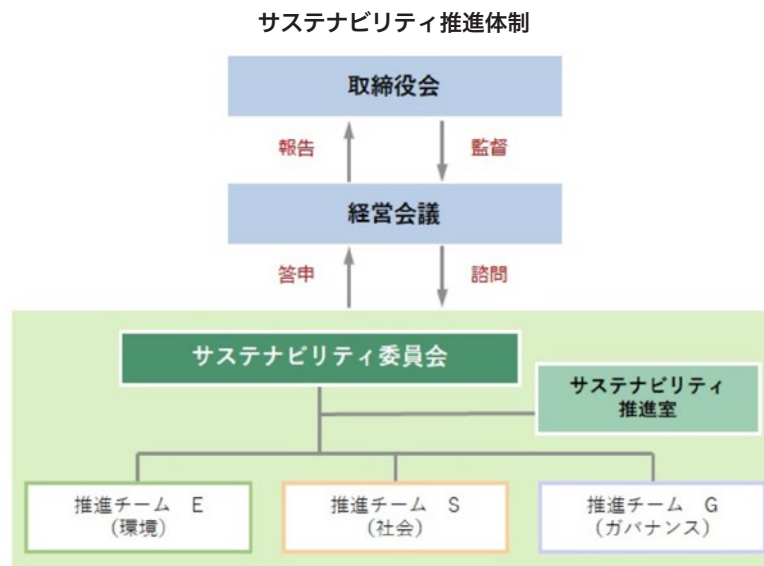 サステナビリティ推進体制
取締役会
報告
監督
経営会議
答申
諮問
サステナビリティ委員会
サステナビリティ
推進室
推進チーム　E
(環境)
推進チーム　S
(社会)
推進チーム　G
(ガバナンス)